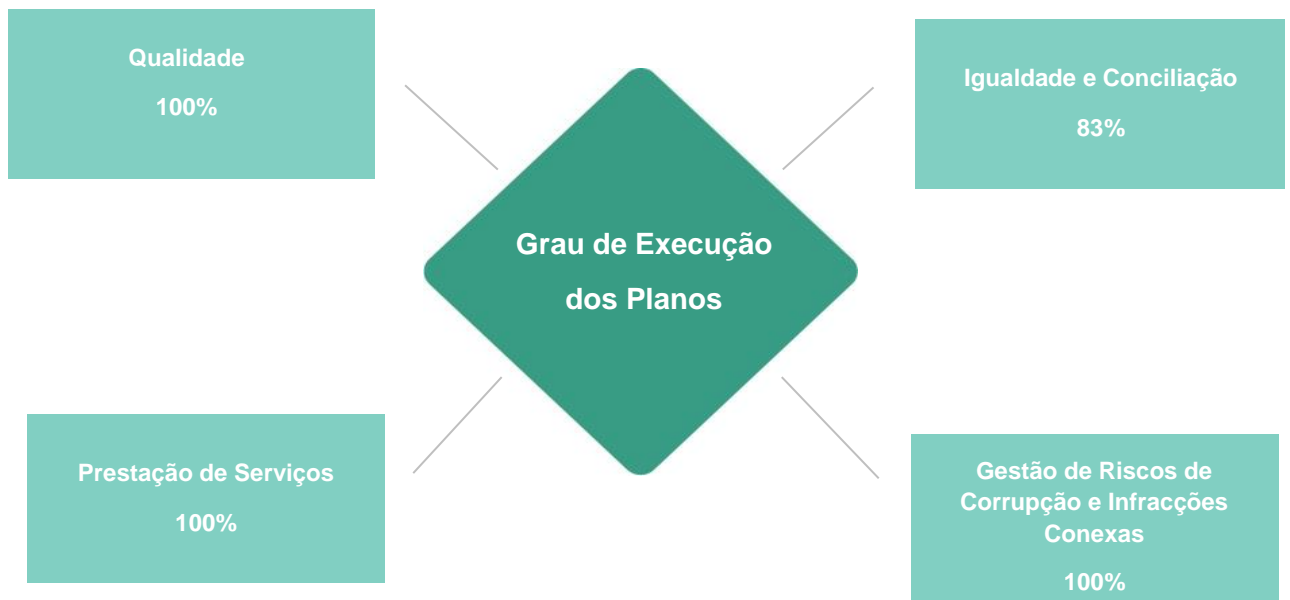 Qualidade
100%
Igualdade e Conciliação
83%
Grau de Execução
dos Planos
Prestação de Serviços
100%
Gestão de Riscos de
Corrupção e Infracções
Conexas
100%